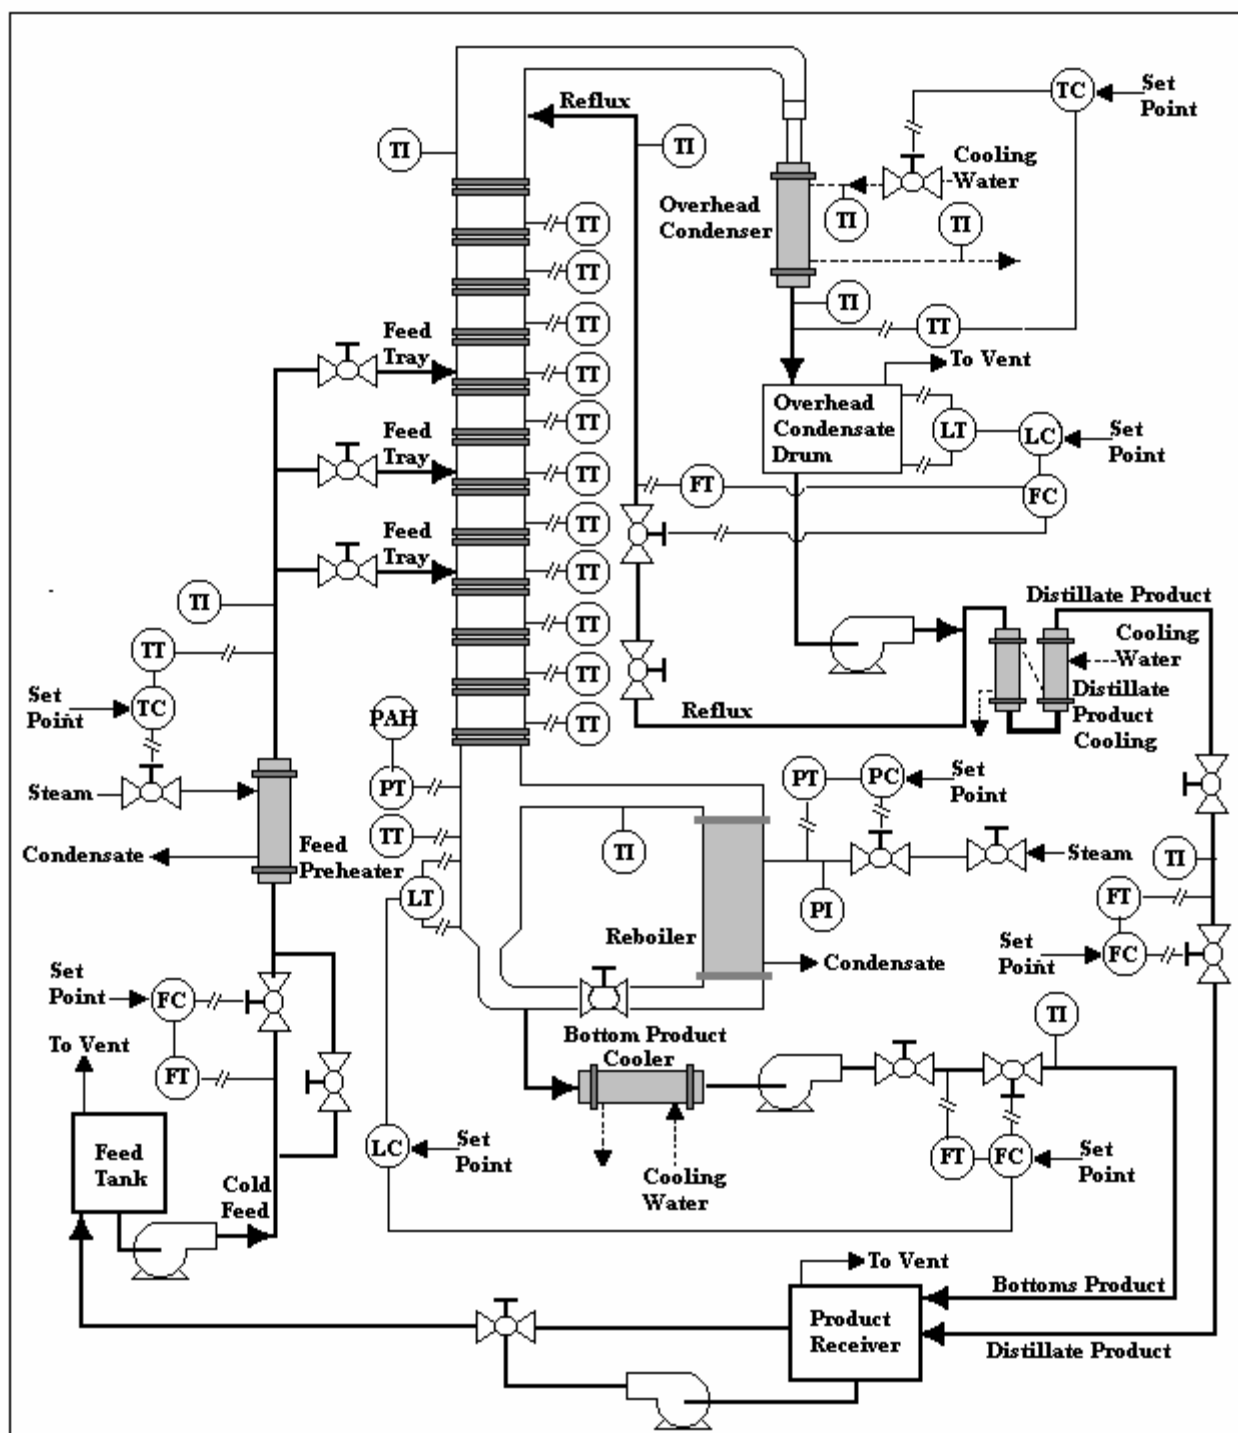 Reflux
TC
Set
Point
TI
TI
Cooling
Water
Overhead
Condenser
TI
TI
TT
TT
TI
TT
TT
Feed
Tray
To Vent
TT
Overhead
Condensate
Drum
LT
LC
Set
Point
TT
Feed
Tray
TT
FT
FC
TT
Feed
Tray
TT
TI
Distillate Product
TT
Cooling
Water
TT
TT
Set
Point
TC
Reflux
Distillate
Product
Cooling
PAH
TT
Steam
PT
PT
PC
Set
Point
TT
TI
Steam
TI
Condensate
Feed
Preheater
LT
PI
FT
Reboiler
Condensate
Set
Point
FC
Set
Point
FC
TI
To Vent
FT
Bottom Product
Cooler
Feed
Tank
LC
Set
Point
FT
FC
Set
Point
Cold
Feed
Cooling
Water
To Vent
Bottoms Product
Product
Receiver
Distillate Product